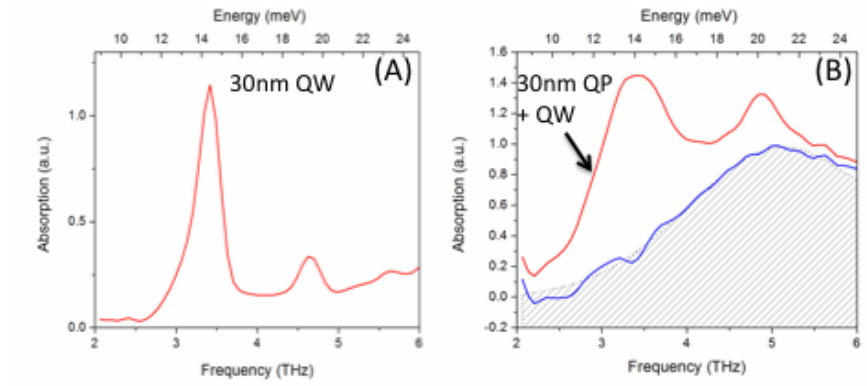 Energy (meV)
10 12 14 16 18 20 22 24
(A)
30nm QW
Absorption (a.u.)
1.0
0.5
0.0
2 3 4 5 6
Frequency (THz)
Energy (meV)
10 12 14 16 18 20 22 24
(B)
30nm QP
+ QW
Absorption (a.u.)
1.6
1.4
1.2
1.0
0.8
0.6
0.4
0.2
0.0
-0.2
2 3 4 5 6
Frequency (THz)